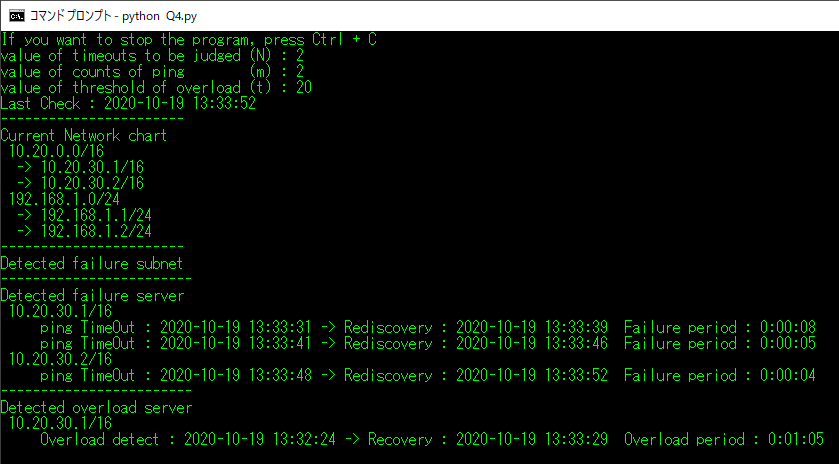 コマンドプロンプト - python Q4.py
If you want to stop the program, press Ctrl + C
value of timeouts to be judged (N) : 2
value of counts of ping        (m) : 2
value of threshold of overload (t) : 20
Last Check : 2020-10-19 13:33:52
-----------------------
Current Network chart
 10.20.0.0/16
  -> 10.20.30.1/16
  -> 10.20.30.2/16
 192.168.1.0/24
  -> 192.168.1.1/24
  -> 192.168.1.2/24
-----------------------
Detected failure subnet
------------------------
Detected failure server
 10.20.30.1/16
     ping TimeOut : 2020-10-19 13:33:31 -> Rediscovery : 2020-10-19 13:33:39  Failure period : 0:00:08
     ping TimeOut : 2020-10-19 13:33:41 -> Rediscovery : 2020-10-19 13:33:46  Failure period : 0:00:05
 10.20.30.2/16
     ping TimeOut : 2020-10-19 13:33:48 -> Rediscovery : 2020-10-19 13:33:52  Failure period : 0:00:04
------------------------
Detected overload server
 10.20.30.1/16
     Overload detect : 2020-10-19 13:32:24 -> Recovery : 2020-10-19 13:33:29  Overload period : 0:01:05